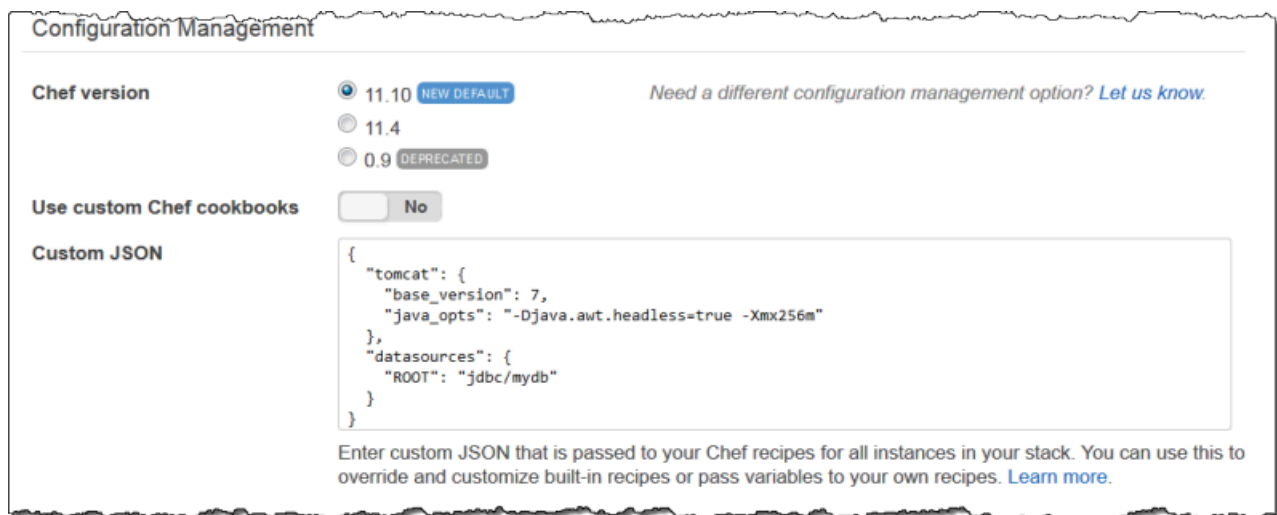 Configuration Management
Chef version
11.10 NEW DEFAULT
Need a different configuration management option? Let us know.
11.4
0.9 DEPRECATED
Use custom Chef cookbooks
No
Custom JSON
{
  "tomcat": {
    "base_version": 7,
    "java_opts": "-Djava.awt.headless=true -Xmx256m"
  },
  "datasources": {
    "ROOT": "jdbc/mydb"
  }
}
Enter custom JSON that is passed to your Chef recipes for all instances in your stack. You can use this to
override and customize built-in recipes or pass variables to your own recipes. Learn more.